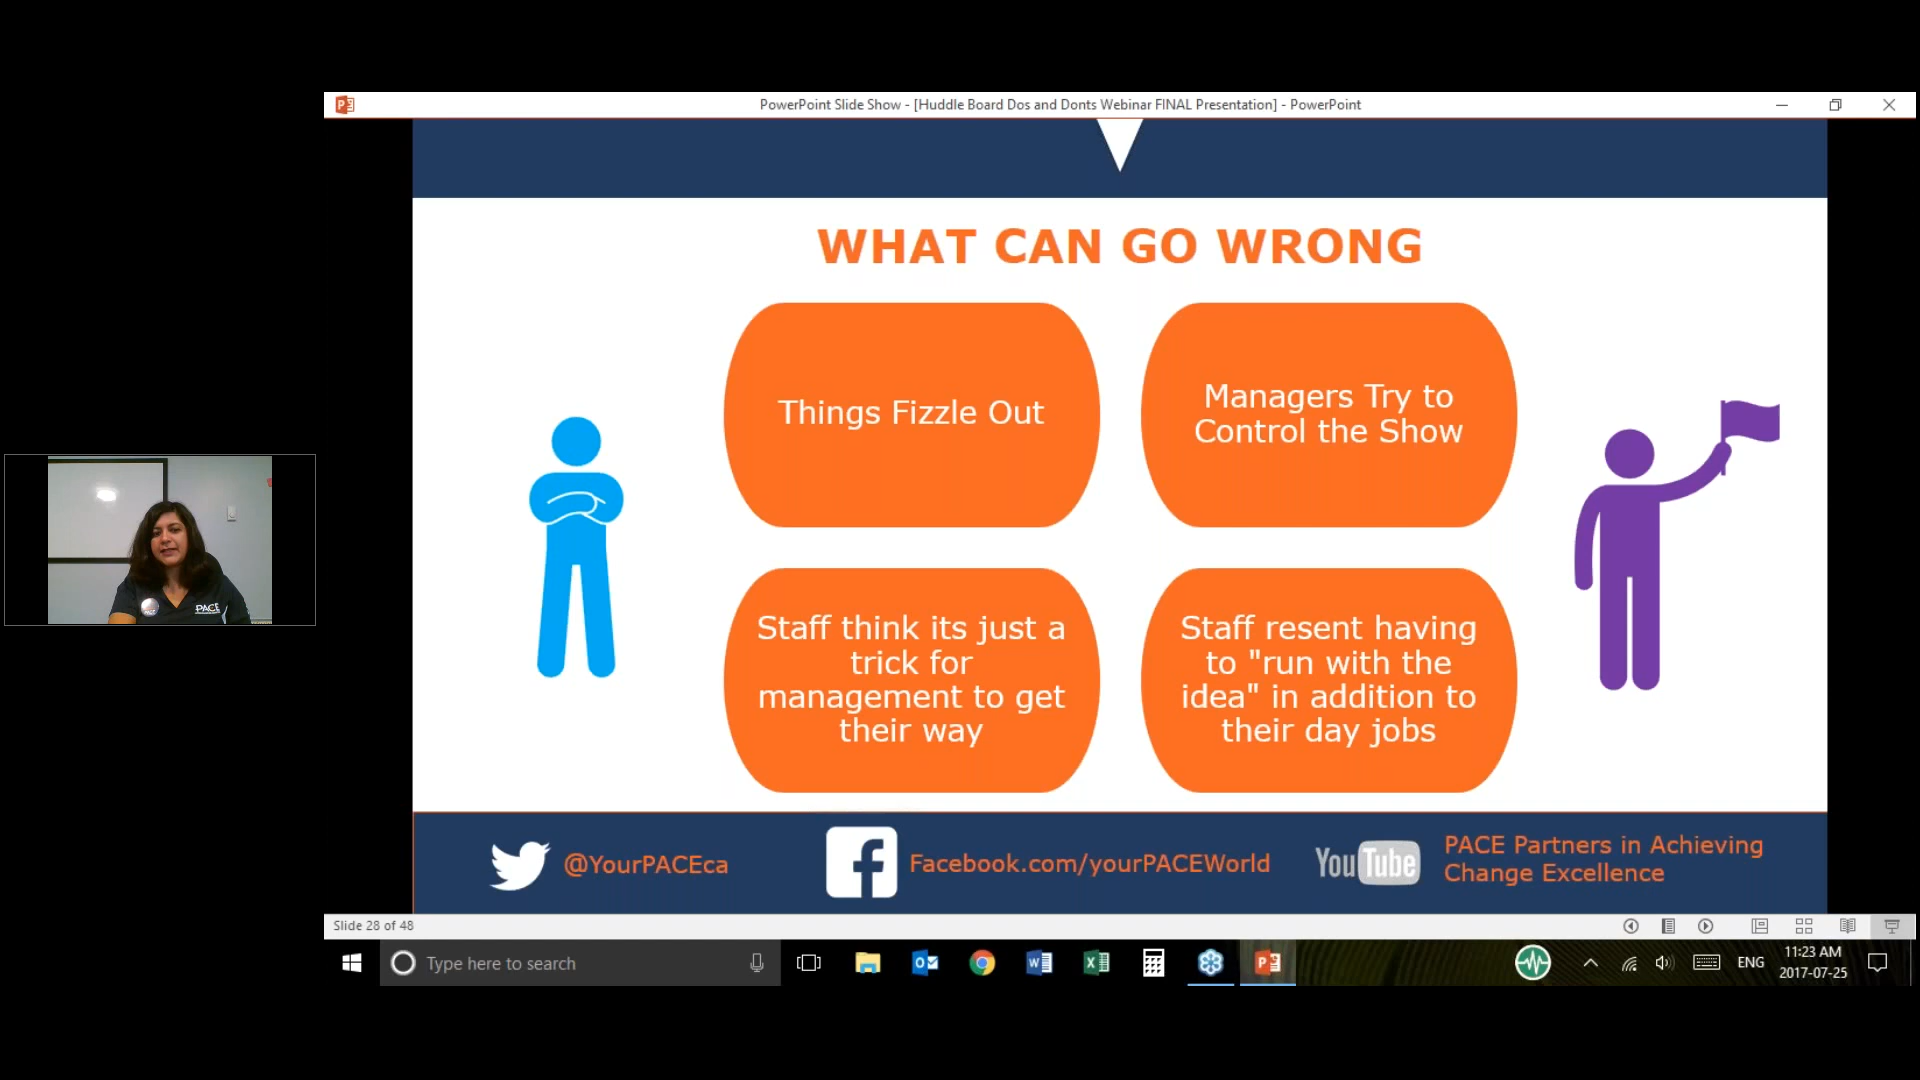 PowerPoint Slide Show - [Huddle Board Dos and Donts Webinar FINAL Presentation] - PowerPoint
WHAT CAN GO WRONG
Things Fizzle Out
Managers Try to
Control the Show
Staff think its just a
trick for
management to get
their way
Staff resent having
to "run with the
idea" in addition to
their day jobs
PACE
@YourPACEca
Facebook.com/yourPACEWorld
YouTube
PACE Partners in Achieving
Change Excellence
Slide 28 of 48
Type here to search
ENG
11:23 AM
2017-07-25